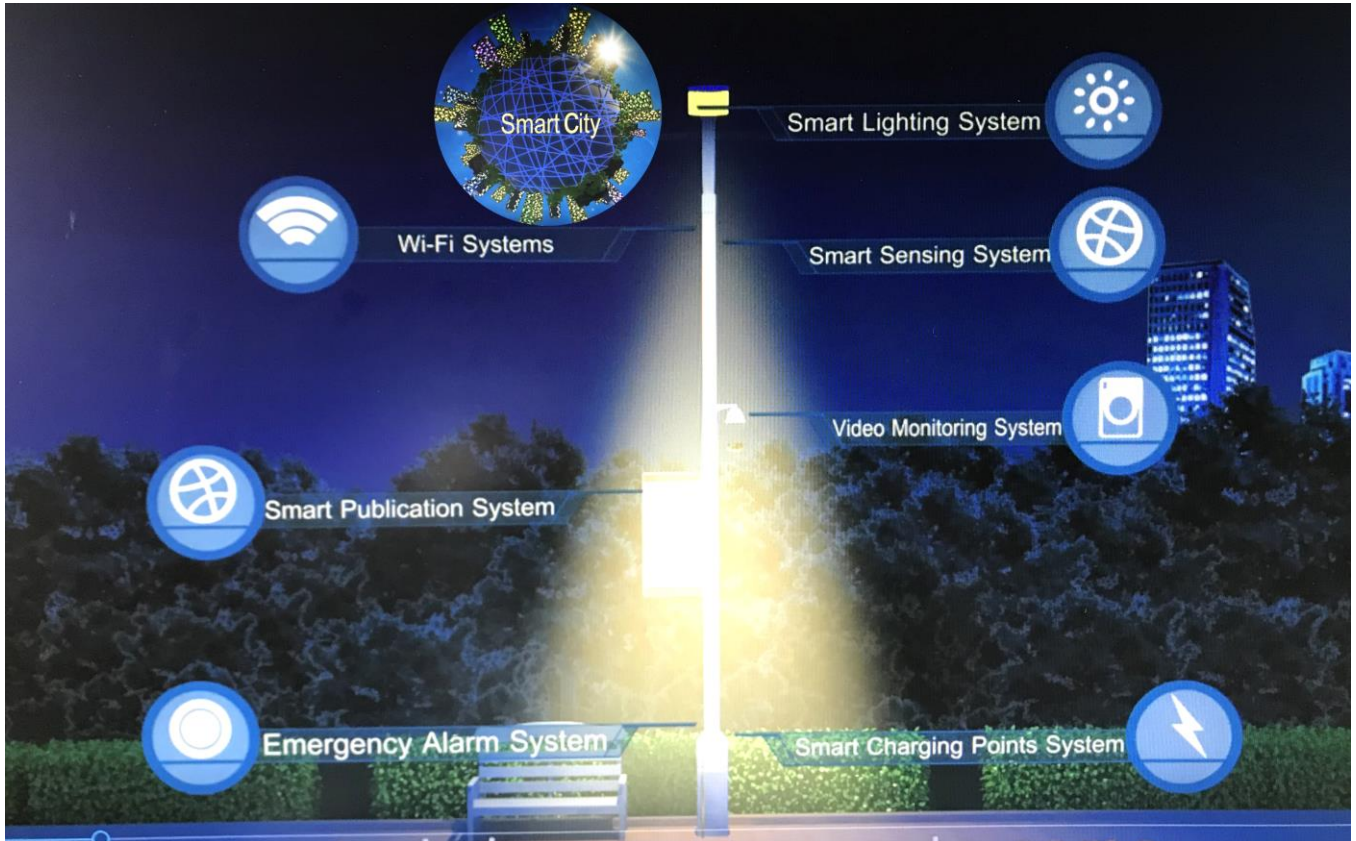 Smart City
Smart Lighting System
Wi-Fi Systems
Smart Sensing System
Video Monitoring System
Smart Publication System
Emergency Alarm System
Smart Charging Points System